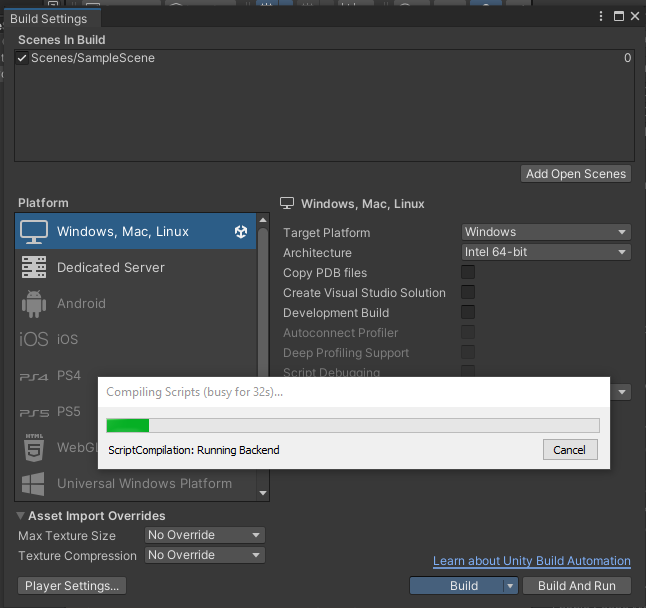 Build Settings
Scenes In Build
Scenes/SampleScene 0
Add Open Scenes
Platform
Windows, Mac, Linux
Dedicated Server
Android
iOS iOS
PS4 PS4
PS5 PS5
HTML
Universal Windows Platform
Windows, Mac, Linux
Target Platform Windows
Architecture Intel 64-bit
Copy PDB files
Create Visual Studio Solution
Development Build
Autoconnect Profiler
Deep Profiling Support
Script Debugging
Compiling Scripts (busy for 32s)...
ScriptCompilation: Running Backend
Cancel
Asset Import Overrides
Max Texture Size No Override
Texture Compression No Override
Learn about Unity Build Automation
Player Settings...
Build
Build And Run